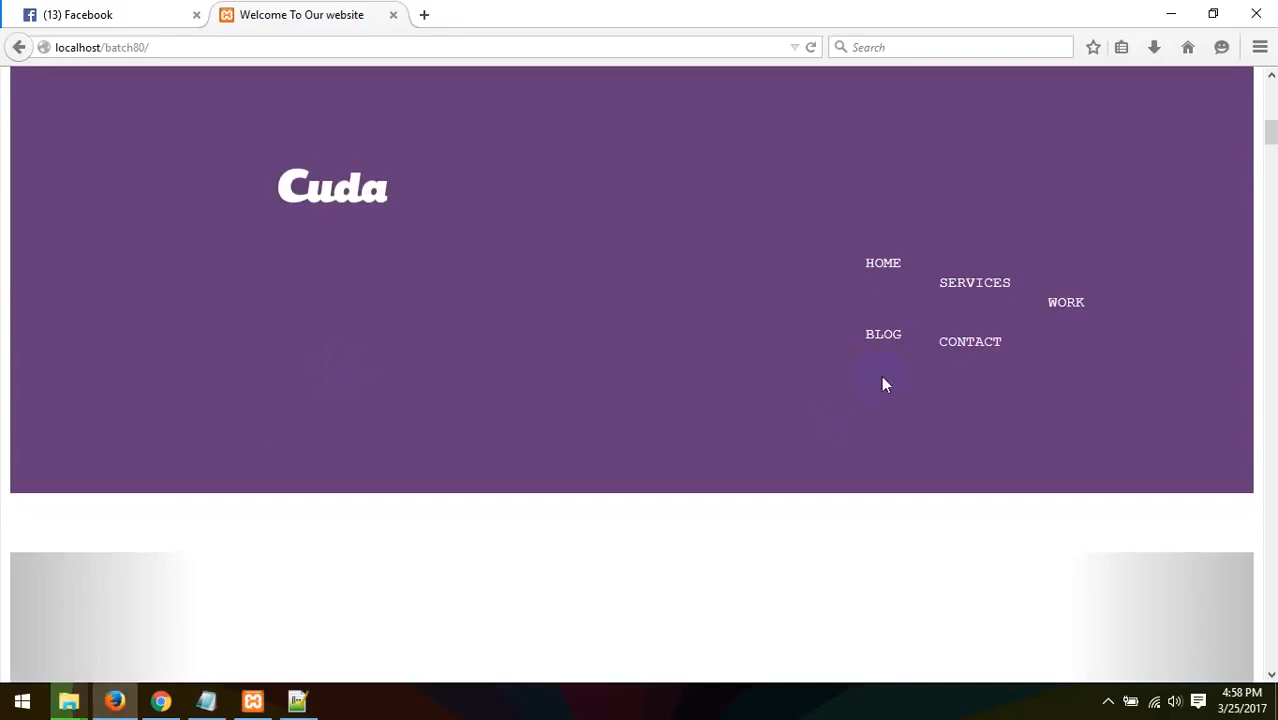 (13) Facebook
Welcome To Our website
localhost/batch80/
Search
Cuda
HOME
SERVICES
WORK
BLOG
CONTACT
4:58 PM
3/25/2017